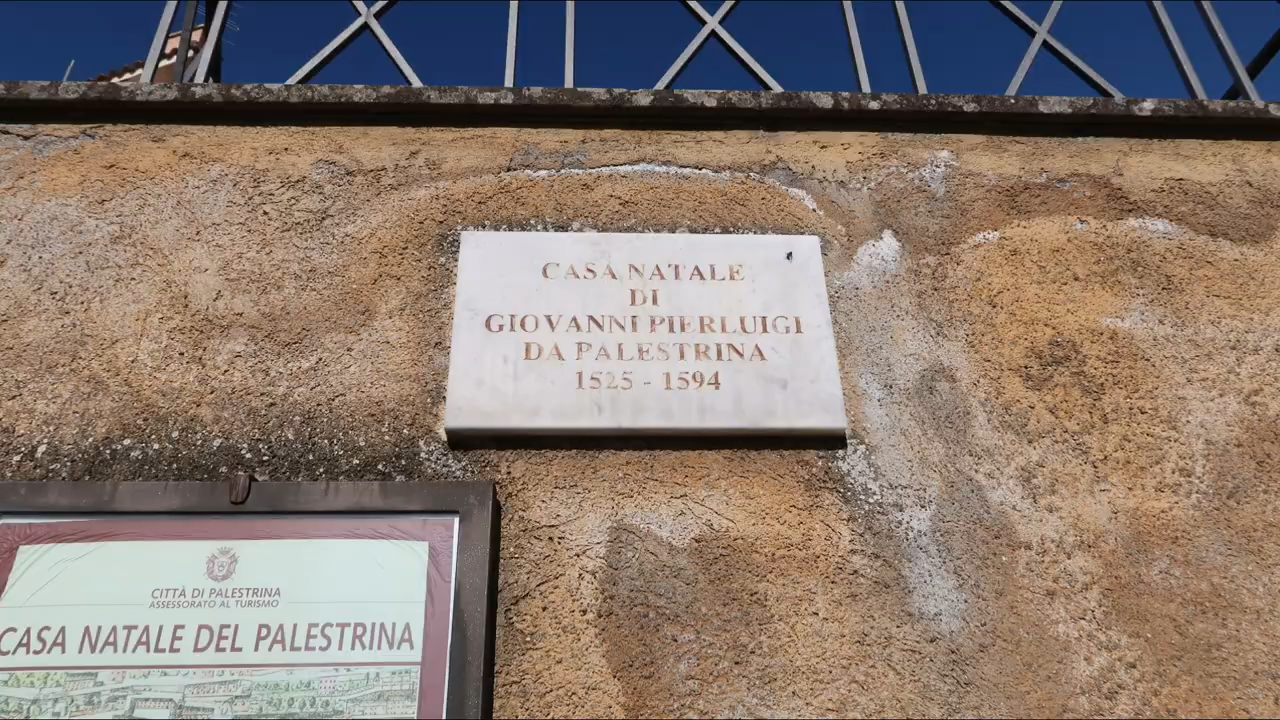 CASA NATALE
DI
GIOVANNI PIERLUIGI
DA PALESTRINA
1525 - 1594
CITTÀ DI PALESTRINA
ASSESSORATO AL TURISMO
CASA NATALE DEL PALESTRINA